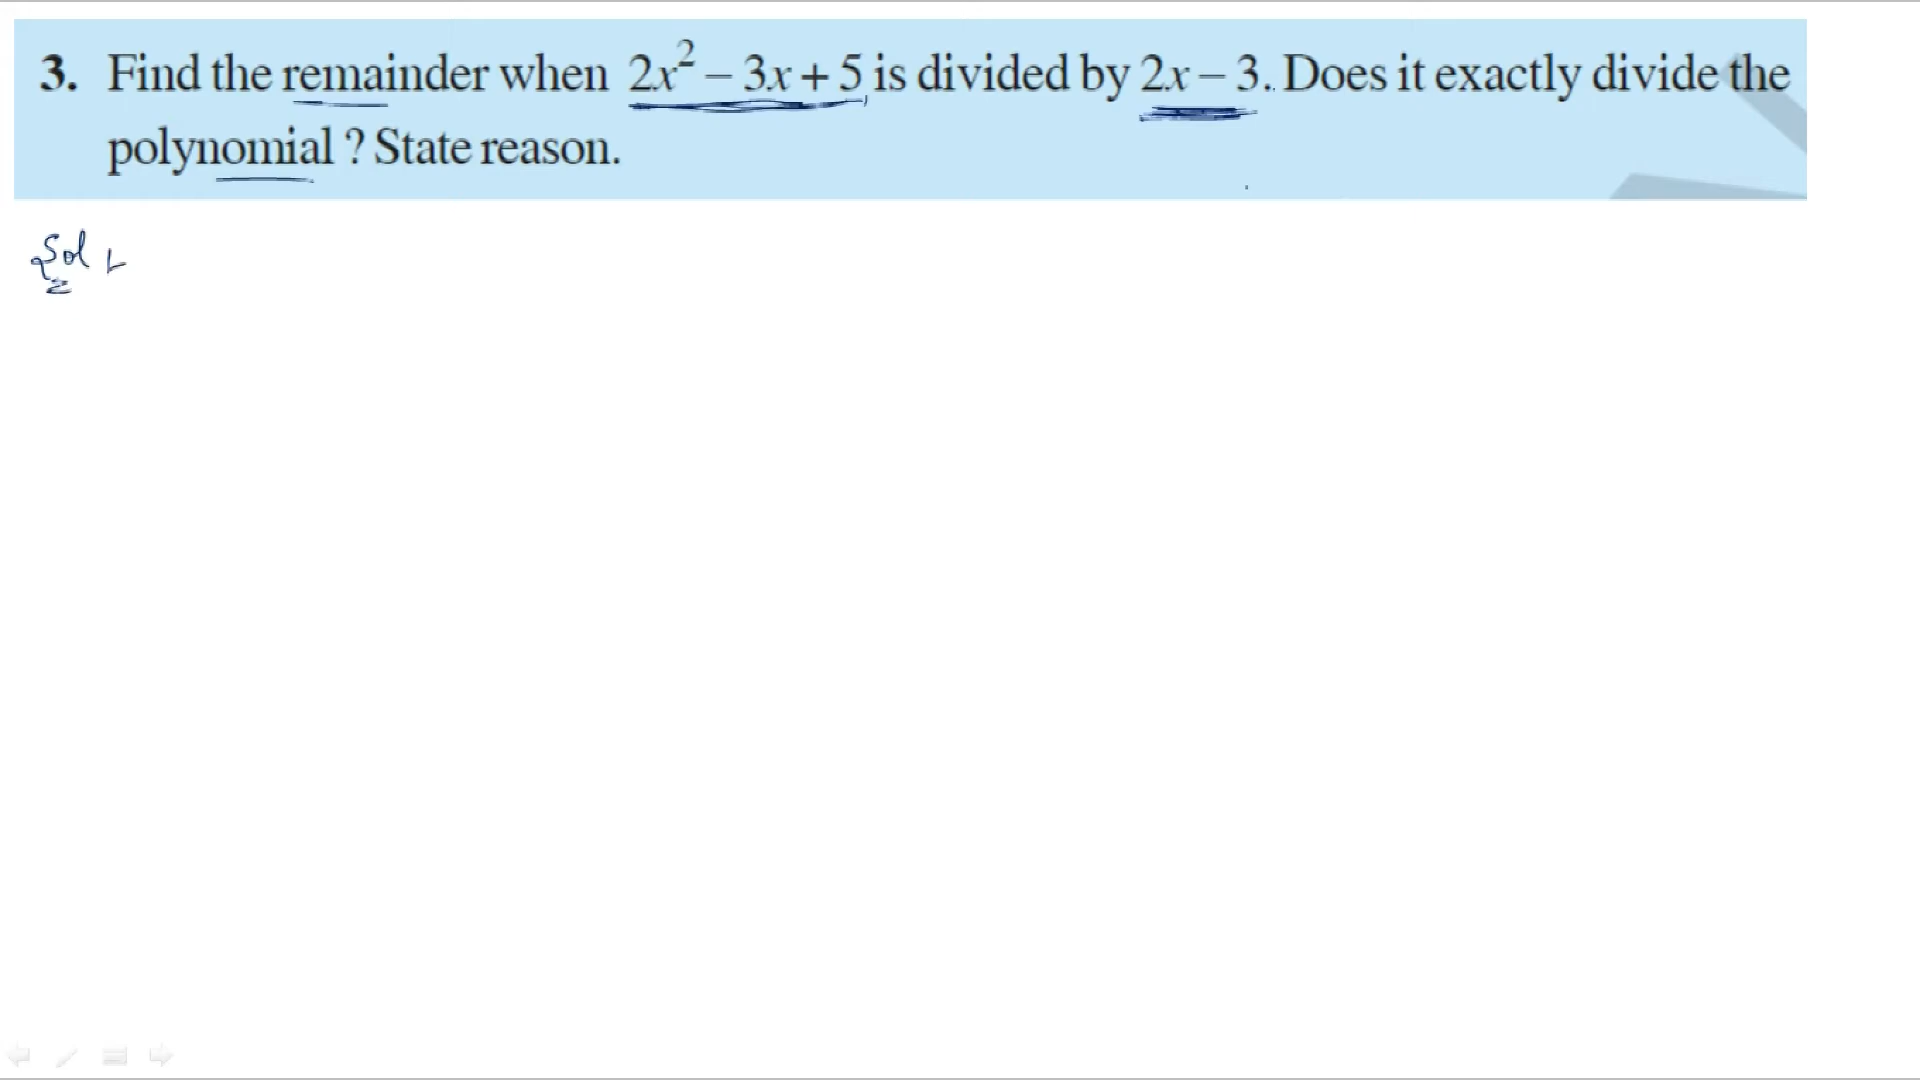 3. Find the remainder when 2x² – 3x + 5 is divided by 2x – 3. Does it exactly divide the
polynomial ? State reason.
Sol